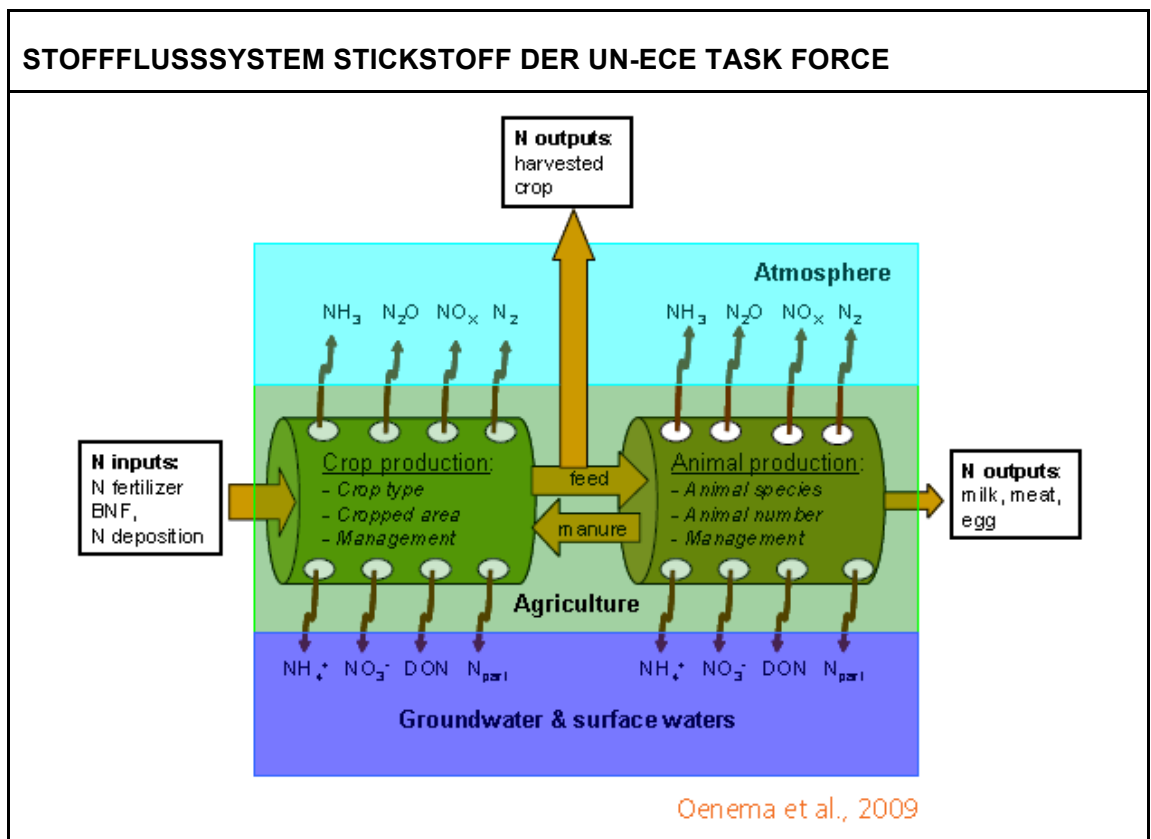 STOFFFLUSSSYSTEM STICKSTOFF DER UN-ECE TASK FORCE
N outputs:
harvested
crop
Atmosphere
NH₃ N₂O NOₓ N₂
NH₃ N₂O NOₓ N₂
N inputs:
N fertilizer
BNF,
N deposition
Crop production:
- Crop type
- Cropped area
- Management
feed
manure
Animal production:
- Animal species
- Animal number
- Management
N outputs:
milk, meat,
egg
Agriculture
NH₄⁺ NO₃⁻ DON Nₚₐᵣₜ
NH₄⁺ NO₃⁻ DON Nₚₐᵣₜ
Groundwater & surface waters
Oenema et al., 2009